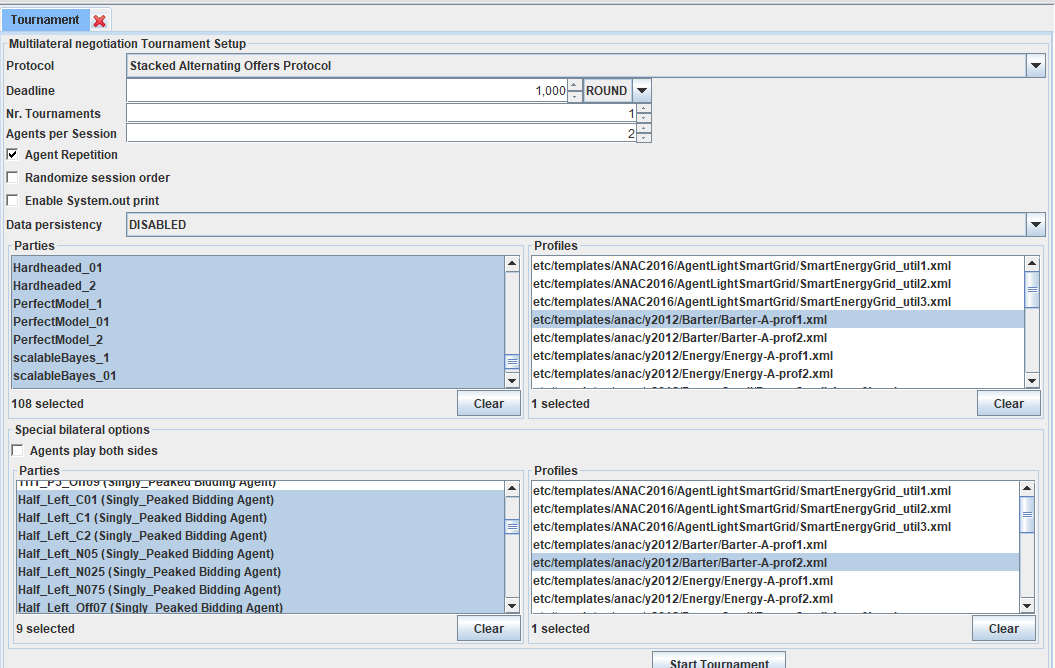 Tournament
Multilateral negotiation Tournament Setup
Protocol Stacked Alternating Offers Protocol
Deadline 1,000 ROUND
Nr. Tournaments 1
Agents per Session 2
Agent Repetition
Randomize session order
Enable System.out print
Data persistency DISABLED
Parties
Hardheaded_01
Hardheaded_2
PerfectModel_1
PerfectModel_01
PerfectModel_2
scalableBayes_1
scalableBayes_01
108 selected Clear
Profiles
etc/templates/ANAC2016/AgentLightSmartGrid/SmartEnergyGrid_util1.xml
etc/templates/ANAC2016/AgentLightSmartGrid/SmartEnergyGrid_util2.xml
etc/templates/ANAC2016/AgentLightSmartGrid/SmartEnergyGrid_util3.xml
etc/templates/anac/y2012/Barter/Barter-A-prof1.xml
etc/templates/anac/y2012/Barter/Barter-A-prof2.xml
etc/templates/anac/y2012/Energy/Energy-A-prof1.xml
etc/templates/anac/y2012/Energy/Energy-A-prof2.xml
1 selected Clear
Special bilateral options
Agents play both sides
Parties
(Singly_Peaked Bidding Agent)
Half_Left_C01 (Singly_Peaked Bidding Agent)
Half_Left_C1 (Singly_Peaked Bidding Agent)
Half_Left_C2 (Singly_Peaked Bidding Agent)
Half_Left_N05 (Singly_Peaked Bidding Agent)
Half_Left_N025 (Singly_Peaked Bidding Agent)
Half_Left_N075 (Singly_Peaked Bidding Agent)
Half_Left_Off07 (Singly_Peaked Bidding Agent)
9 selected Clear
Profiles
etc/templates/ANAC2016/AgentLightSmartGrid/SmartEnergyGrid_util1.xml
etc/templates/ANAC2016/AgentLightSmartGrid/SmartEnergyGrid_util2.xml
etc/templates/ANAC2016/AgentLightSmartGrid/SmartEnergyGrid_util3.xml
etc/templates/anac/y2012/Barter/Barter-A-prof1.xml
etc/templates/anac/y2012/Barter/Barter-A-prof2.xml
etc/templates/anac/y2012/Energy/Energy-A-prof1.xml
etc/templates/anac/y2012/Energy/Energy-A-prof2.xml
1 selected Clear
Start Tournament